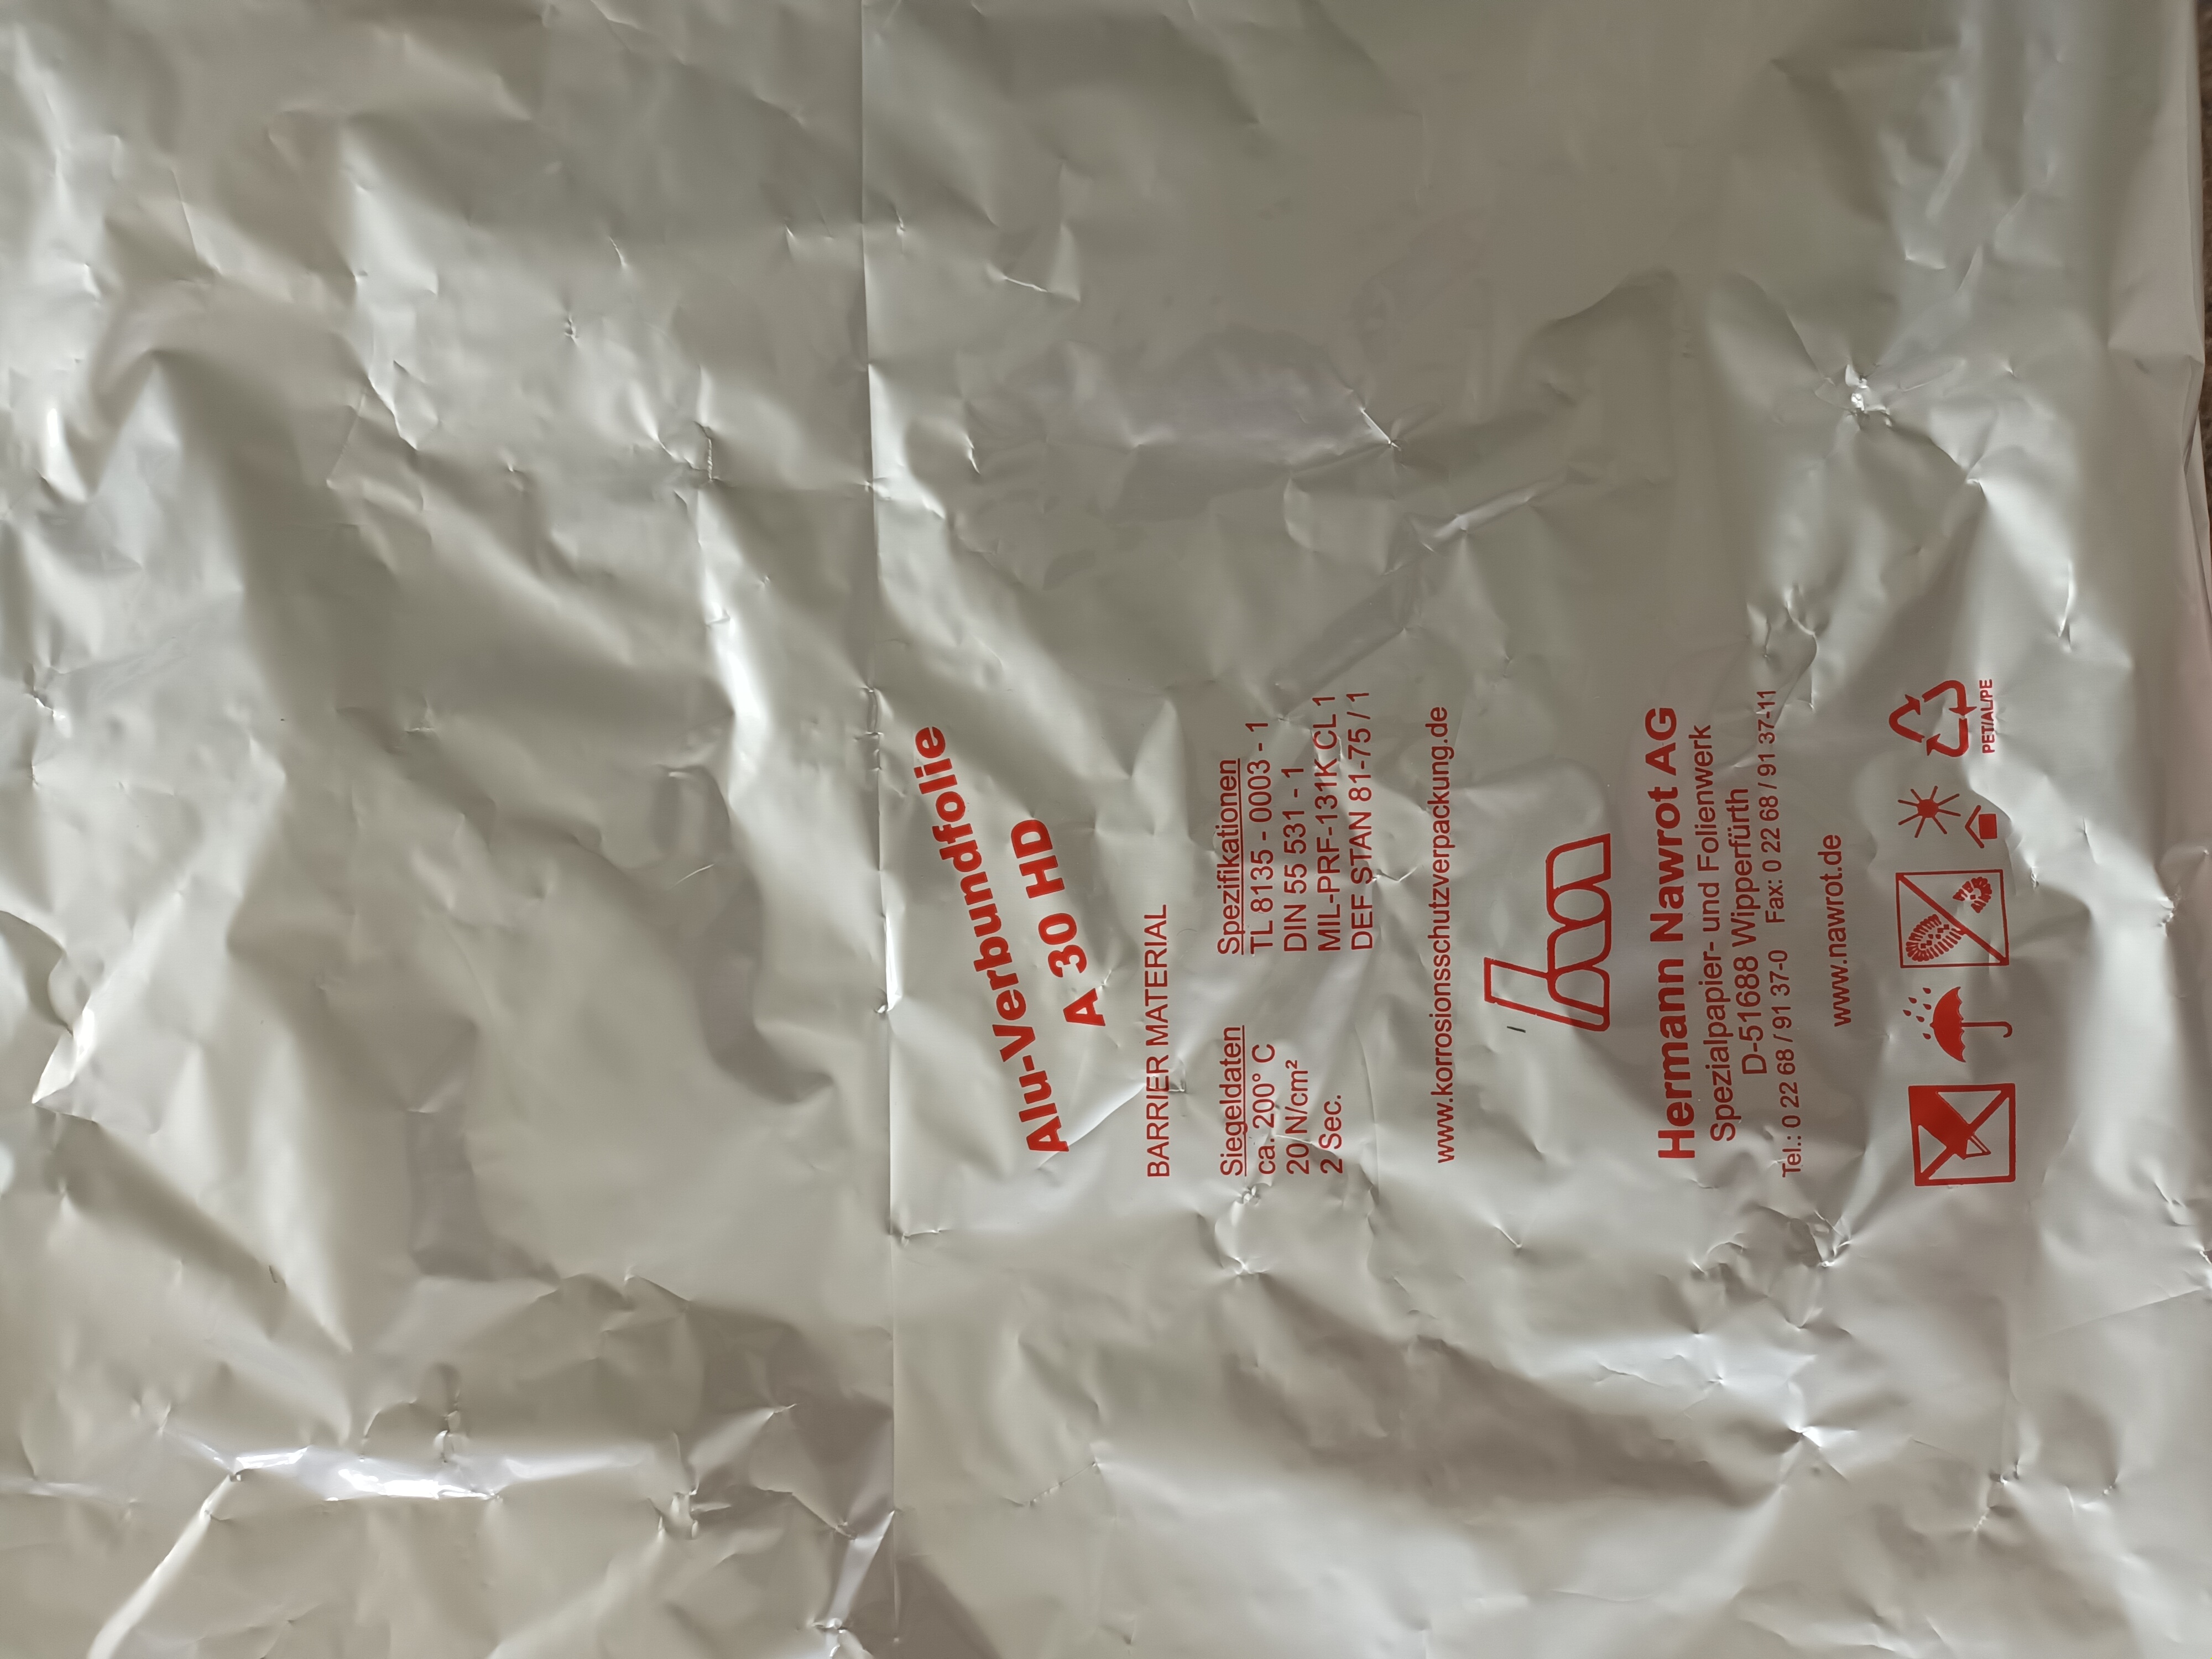 Alu-Verbundfolie
A 30 HD
BARRIER MATERIAL
Siegeldaten
ca. 200° C
20 N/cm²
2 Sec.
Spezifikationen
TL 8135 - 0003 - 1
DIN 55 531 - 1
MIL-PRF-131K CL 1
DEF STAN 81-75 / 1
www.korrosionsschutzverpackung.de
hn
Hermann Nawrot AG
Spezialpapier- und Folienwerk
D-51688 Wipperfürth
Tel.: 0 22 68 / 91 37-0 Fax: 0 22 68 / 91 37-11
www.nawrot.de
PET/AL/PE